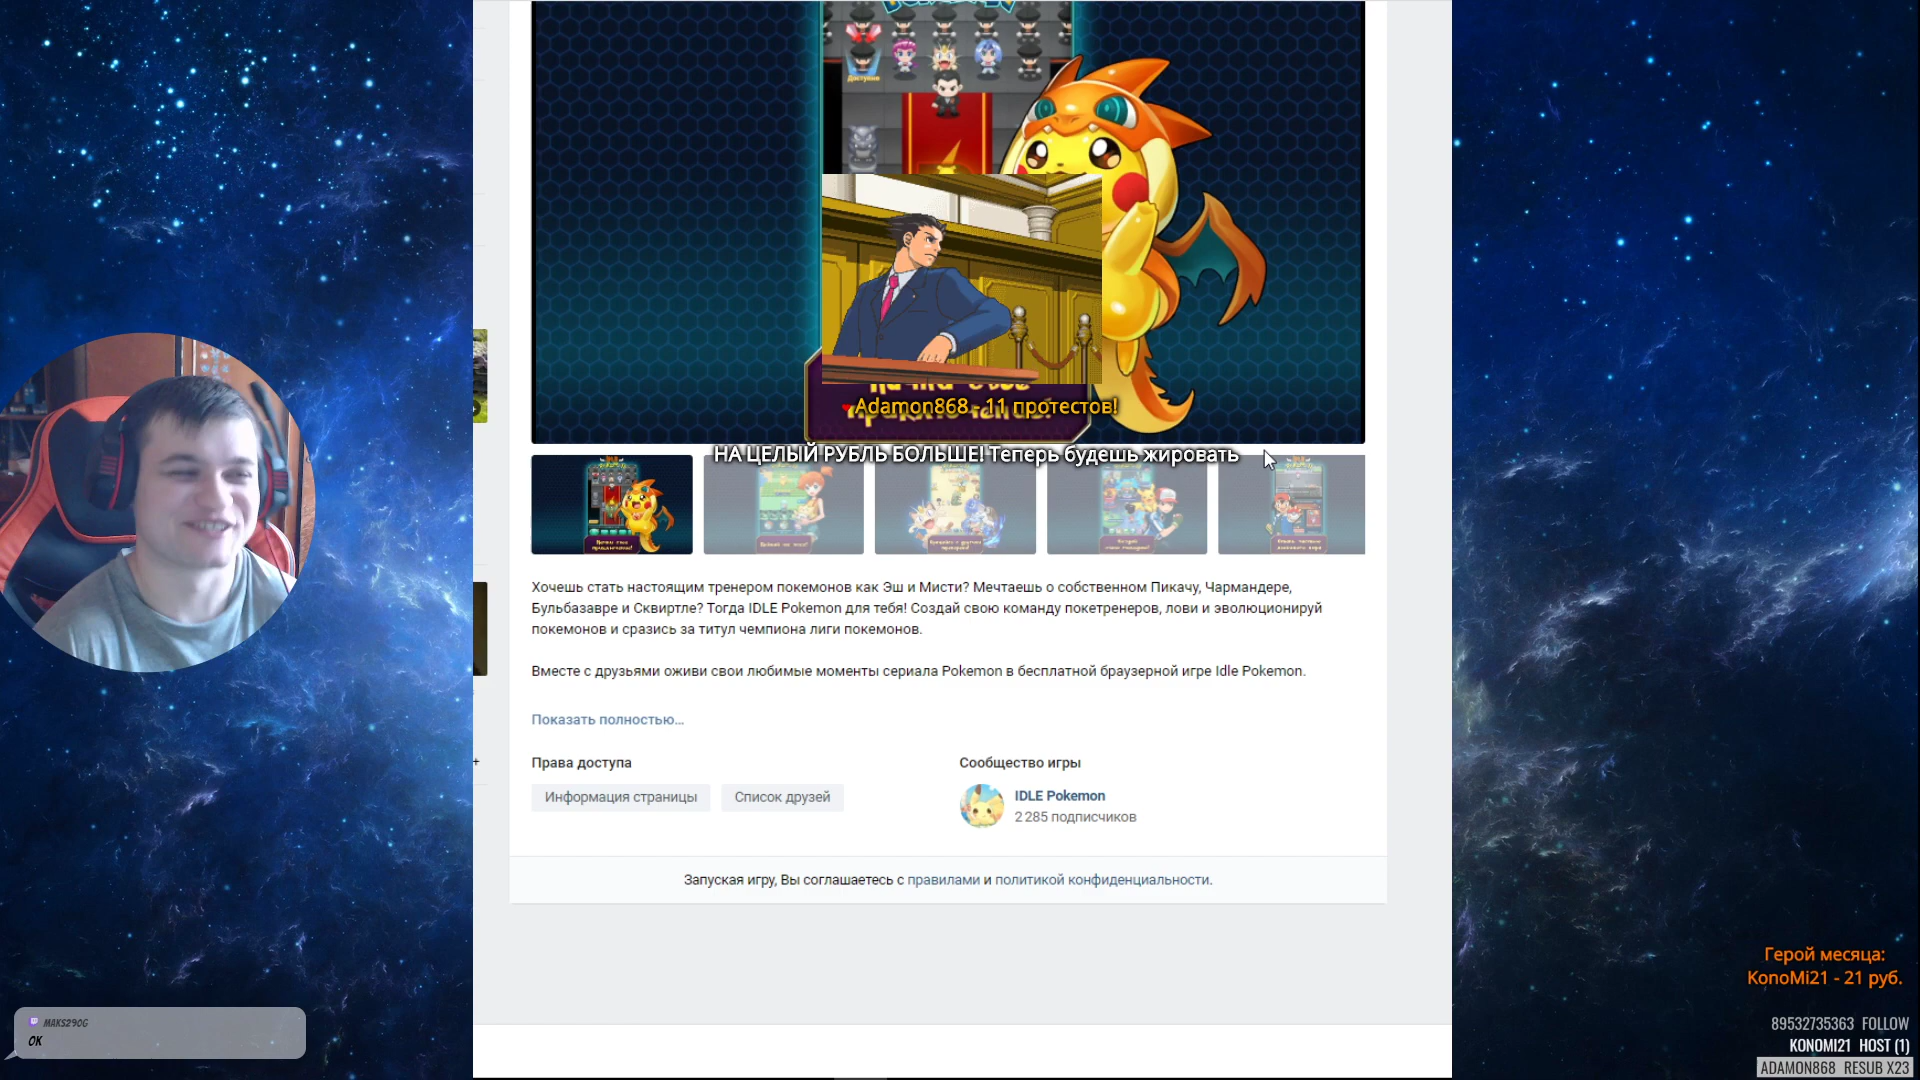 Доступно
Adamon868 - 11 протестов!
НА ЦЕЛЫЙ РУБЛЬ БОЛЬШЕ! Теперь будешь жировать
Хочешь стать настоящим тренером покемонов как Эш и Мисти? Мечтаешь о собственном Пикачу, Чармандере,
Бульбазавре и Сквиртле? Тогда IDLE Pokemon для тебя! Создай свою команду покетренеров, лови и эволюционируй
покемонов и сразись за титул чемпиона лиги покемонов.
Вместе с друзьями оживи свои любимые моменты сериала Pokemon в бесплатной браузерной игре Idle Pokemon.
Показать полностью…
Права доступа
Информация страницы
Список друзей
Сообщество игры
IDLE Pokemon
2 285 подписчиков
Запуская игру, Вы соглашаетесь с правилами и политикой конфиденциальности.
MAKS290G
OK
Герой месяца:
KonoMi21 - 21 руб.
89532735363 FOLLOW
KONOMI21 HOST (1)
ADAMON868 RESUB X23